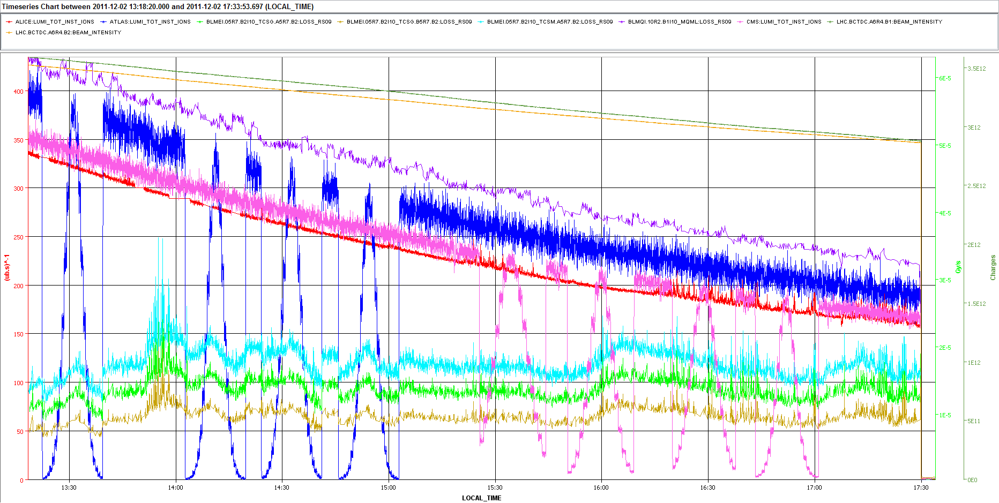 Timeseries Chart between 2011-12-02 13:18:20.000 and 2011-12-02 17:33:53.697 (LOCAL_TIME)
ALICE:LUMI_TOT_INST_IONS ATLAS:LUMI_TOT_INST_IONS BLMEI.05R7.B2I10_TCSG.A5R7.B2:LOSS_RS09 BLMEI.05R7.B2I10_TCSG.B5R7.B2:LOSS_RS09 BLMEI.05R7.B2I10_TCSM.A5R7.B2:LOSS_RS09 BLMQI.10R2.B1I10_MQML:LOSS_RS09 CMS:LUMI_TOT_INST_IONS LHC.BCTDC.A6R4.B1:BEAM_INTENSITY
LHC.BCTDC.A6R4.B2:BEAM_INTENSITY
400
350
300
250
200
150
100
50
0
(ub.s)^-1
6E-5
5E-5
4E-5
3E-5
2E-5
1E-5
Gy/s
3.5E12
3E12
2.5E12
2E12
1.5E12
1E12
5E11
0E0
Charges
13:30 14:00 14:30 15:00 15:30 16:00 16:30 17:00 17:30
LOCAL_TIME